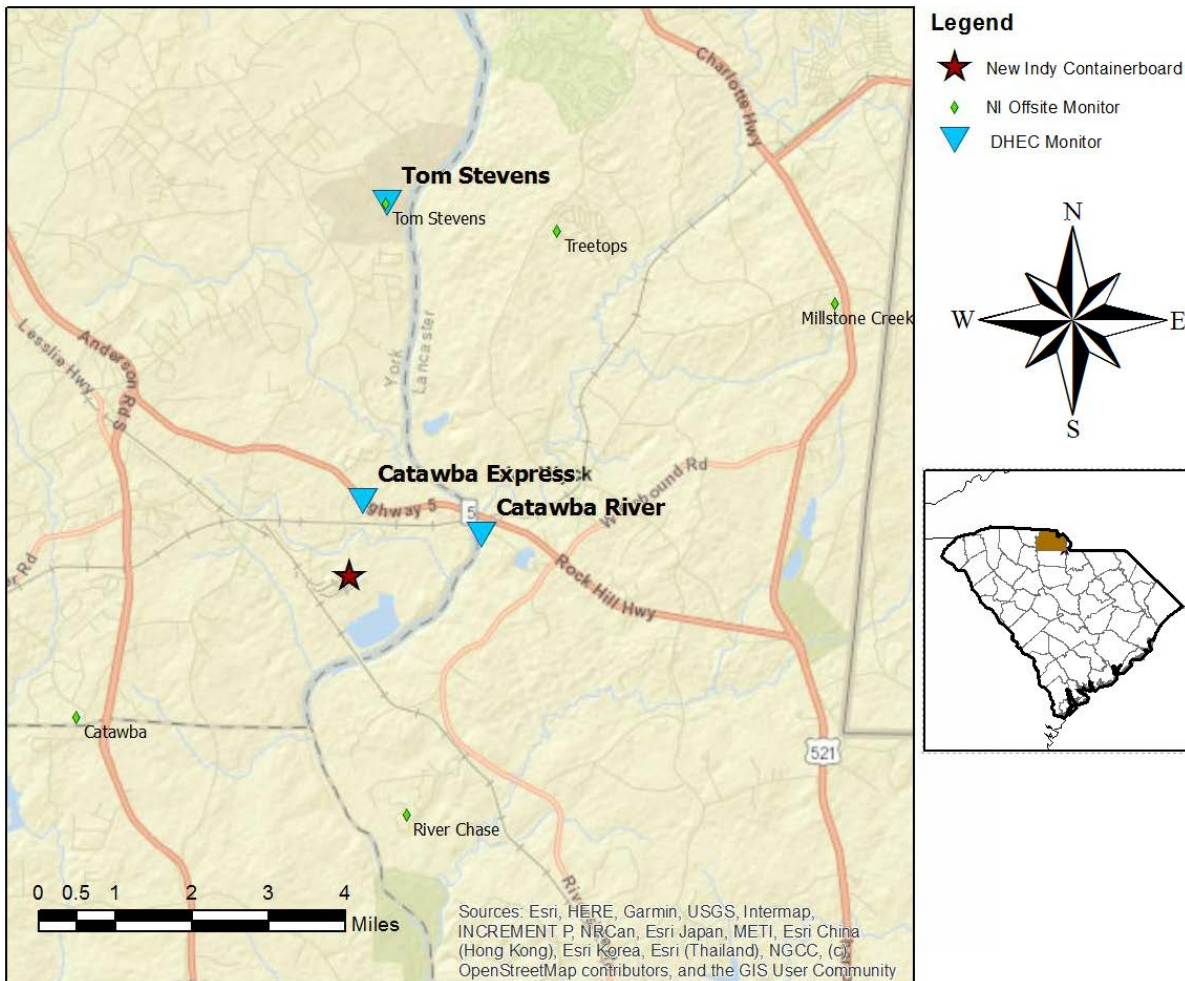 Legend
New Indy Containerboard
NI Offsite Monitor
DHEC Monitor
N
W
E
S
Charlotte Hwy
Tom Stevens
Tom Stevens
Treetops
Millstone Creek
York
Lancaster
Lesslie Hwy
Anderson Rd S
Catawba Express
Catawba River
ghway 5
5
Rd
Rock Hill Hwy
er Rd
521
Catawba
River Chase
0 0.5 1 2 3 4
Miles
Sources: Esri, HERE, Garmin, USGS, Intermap,
INCREMENT P, NRCan, Esri Japan, METI, Esri China
(Hong Kong), Esri Korea, Esri (Thailand), NGCC, (c)
OpenStreetMap contributors, and the GIS User Community